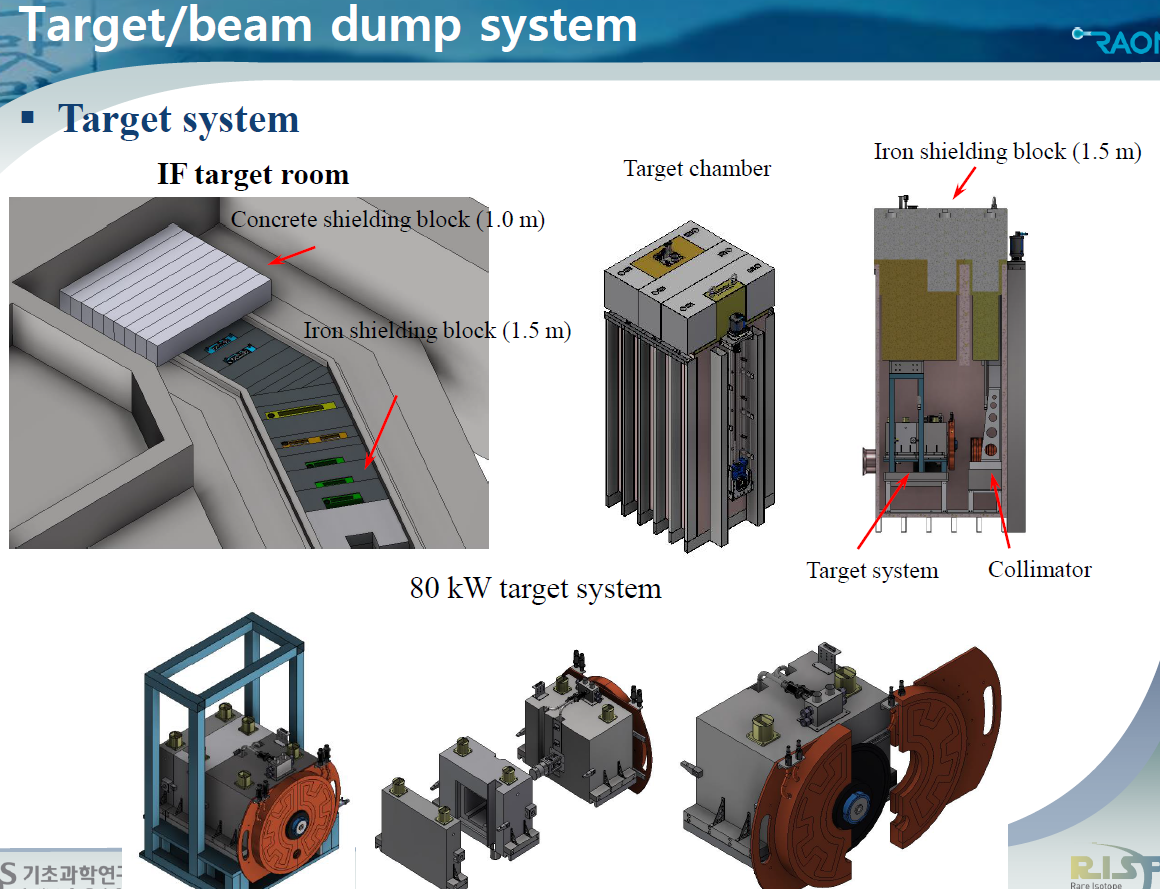 Target/beam dump system
RAON
▪ Target system
IF target room
Target chamber
Iron shielding block (1.5 m)
Concrete shielding block (1.0 m)
Iron shielding block (1.5 m)
Target system
Collimator
80 kW target system
S 기초과학연구
RISP
Rare Isotope